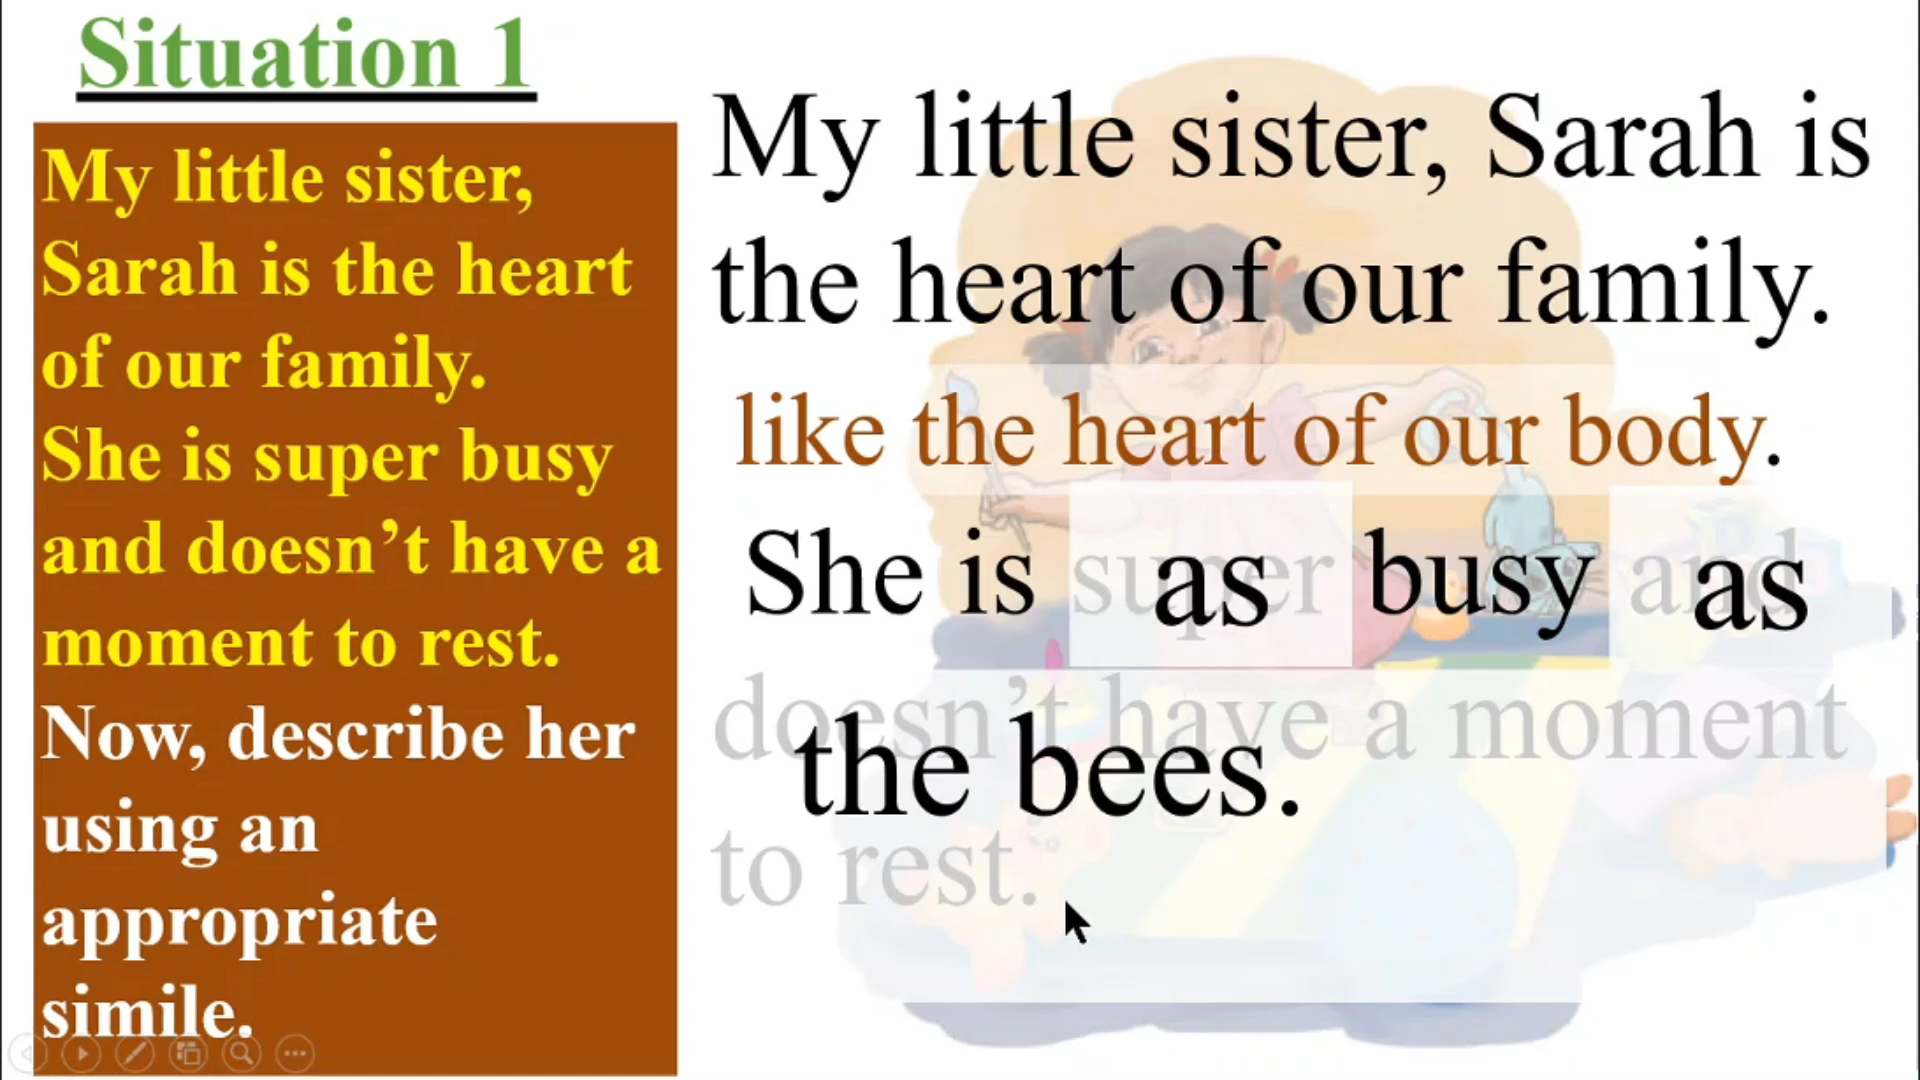 Situation 1
My little sister,
Sarah is the heart
of our family.
She is super busy
and doesn't have a
moment to rest.
Now, describe her
using an
appropriate
simile.
My little sister, Sarah is
the heart of our family.
like the heart of our body.
She is super as busy and as
doesn't have a moment
the bees.
to rest.